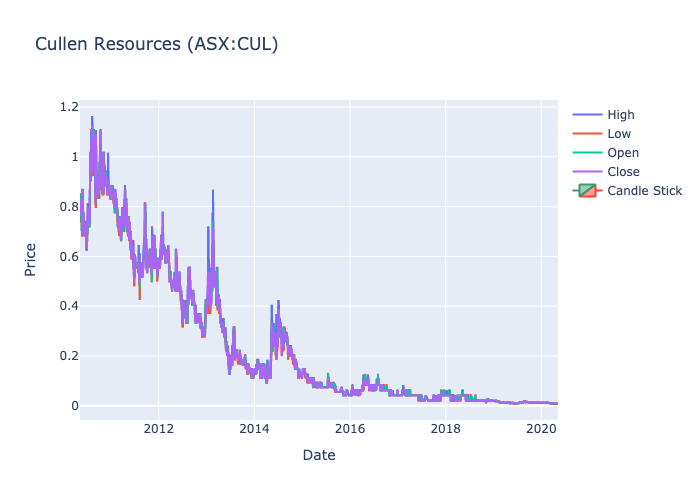 Cullen Resources (ASX:CUL)
1.2
1
0.8
0.6
0.4
0.2
0
Price
2012
2014
2016
2018
2020
Date
High
Low
Open
Close
Candle Stick